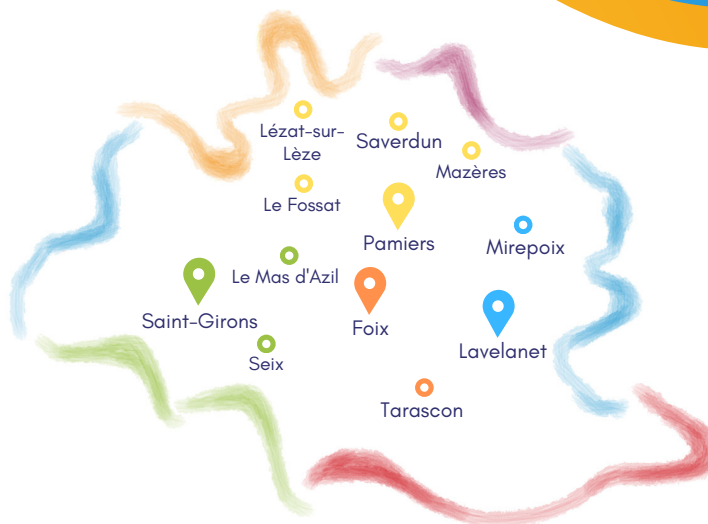 Lézat-sur-
Lèze
Saverdun
Mazères
Le Fossat
Pamiers
Mirepoix
Le Mas d'Azil
Saint-Girons
Foix
Lavelanet
Seix
Tarascon